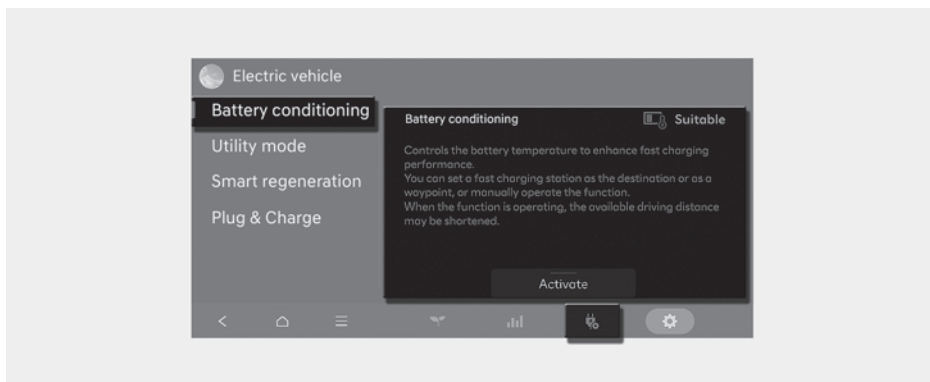 Electric vehicle
Battery conditioning
Utility mode
Smart regeneration
Plug & Charge
Battery conditioning
Suitable
Controls the battery temperature to enhance fast charging
performance.
You can set a fast charging station as the destination or as a
waypoint, or manually operate the function.
When the function is operating, the available driving distance
may be shortened.
Activate